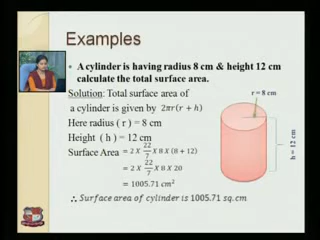 Examples
• A cylinder is having radius 8 cm & height 12 cm
calculate the total surface area.
Solution: Total surface area of
a cylinder is given by 2πr(r + h)
Here radius ( r ) = 8 cm
Height ( h ) = 12 cm
Surface Area = 2 X 22/7 X 8 X (8 + 12)
= 2 X 22/7 X 8 X 20
= 1005.71 cm²
∴ Surface area of cylinder is 1005.71 sq.cm
r = 8 cm
h = 12 cm